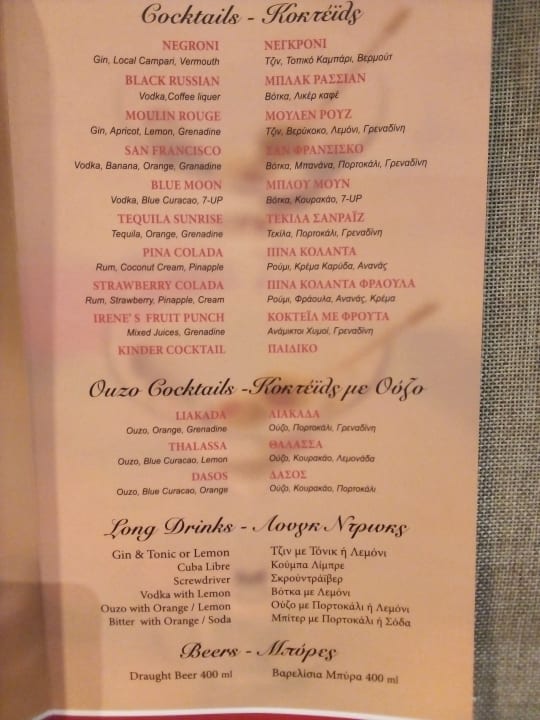 Cocktails - Κοκτέϊλς
NEGRONI ΝΕΓΚΡΟΝΙ
Gin, Local Campari, Vermouth Τζιν, Τοπικό Καμπάρι, Βερμούτ
BLACK RUSSIAN ΜΠΛΑΚ ΡΑΣΣΙΑΝ
Vodka,Coffee liquer Βότκα, Λικέρ καφέ
MOULIN ROUGE ΜΟΥΛΕΝ ΡΟΥΖ
Gin, Apricot, Lemon, Grenadine Τζιν, Βερύκοκο, Λεμόνι, Γρεναδίνη
SAN FRANCISCO ΣΑΝ ΦΡΑΝΣΙΣΚΟ
Vodka, Banana, Orange, Grenadine Βότκα, Μπανάνα, Πορτοκάλι, Γρεναδίνη
BLUE MOON ΜΠΛΟΥ ΜΟΥΝ
Vodka, Blue Curacao, 7-UP Βότκα, Κουρακάο, 7-UP
TEQUILA SUNRISE ΤΕΚΙΛΑ ΣΑΝΡΑΪΖ
Tequila, Orange, Grenadine Τεκίλα, Πορτοκάλι, Γρεναδίνη
PINA COLADA ΠΙΝΑ ΚΟΛΑΝΤΑ
Rum, Coconut Cream, Pinapple Ρούμι, Κρέμα Καρύδα, Ανανάς
STRAWBERRY COLADA ΠΙΝΑ ΚΟΛΑΝΤΑ ΦΡΑΟΥΛΑ
Rum, Strawberry, Pinapple, Cream Ρούμι, Φράουλα, Ανανάς, Κρέμα
IRENE' S FRUIT PUNCH ΚΟΚΤΕΪΛ ΜΕ ΦΡΟΥΤΑ
Mixed Juices, Grenadine Ανάμικτοι Χυμοί, Γρεναδίνη
KINDER COCKTAIL ΠΑΙΔΙΚΟ
Ouzo Cocktails -Κοκτέϊλς με Ούζο
LIAKADA ΛΙΑΚΑΔΑ
Ouzo, Orange, Grenadine Ούζο, Πορτοκάλι, Γρεναδίνη
THALASSA ΘΑΛΑΣΣΑ
Ouzo, Blue Curacao, Lemon Ούζο, Κουρακάο, Λεμονάδα
DASOS ΔΑΣΟΣ
Ouzo, Blue Curacao, Orange Ούζο, Κουρακάο, Πορτοκάλι
Long Drinks - Λονγκ Ντρινκς
Gin & Tonic or Lemon Τζιν με Τόνικ ή Λεμόνι
Cuba Libre Κούμπα Λίμπρε
Screwdriver Σκρούντράϊβερ
Vodka with Lemon Βότκα με Λεμόνι
Ouzo with Orange / Lemon Ούζο με Πορτοκάλι ή Λεμόνι
Bitter with Orange / Soda Μπίτερ με Πορτοκάλι ή Σόδα
Beers - Μπύρες
Draught Beer 400 ml Βαρελίσια Μπύρα 400 ml